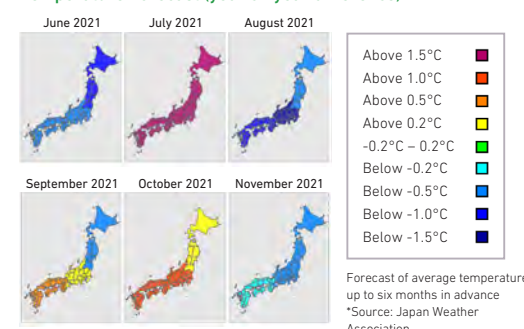 June 2021
July 2021
August 2021
September 2021
October 2021
November 2021
Above 1.5°C
Above 1.0°C
Above 0.5°C
Above 0.2°C
-0.2°C – 0.2°C
Below -0.2°C
Below -0.5°C
Below -1.0°C
Below -1.5°C
Forecast of average temperature
up to six months in advance
*Source: Japan Weather
Association